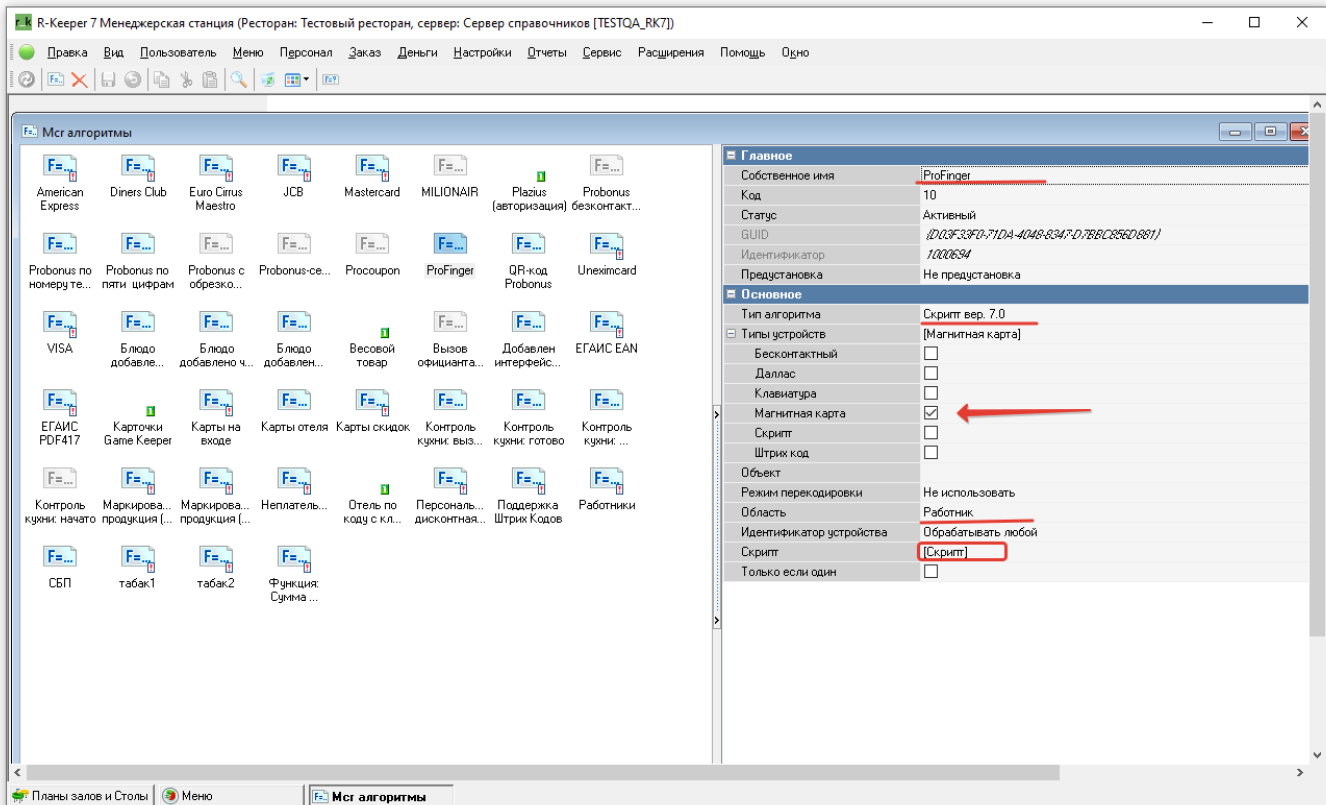 R-Keeper 7 Менеджерская станция (Ресторан: Тестовый ресторан, сервер: Сервер справочников [TESTQA_RK7])
Правка Вид Пользователь Меню Персонал Заказ Деньги Настройки Отчеты Сервис Расширения Помощь Окно
Мсr алгоритмы
American Express
Diners Club
Euro Cirrus Maestro
JCB
Mastercard
MILIONAIR
Plazius (авторизация)
Probonus безконтакт...
Probonus по номеру те...
Probonus по пяти цифрам
Probonus с обрезко...
Probonus-се...
Procoupon
ProFinger
QR-код Probonus
Uneximcard
VISA
Блюдо добавле...
Блюдо добавлено ч...
Блюдо добавлен...
Весовой товар
Вызов официанта...
Добавлен интерфейс...
ЕГАИС EAN
ЕГАИС PDF417
Карточки Game Keeper
Карты на входе
Карты отеля
Карты скидок
Контроль кухни: выз...
Контроль кухни: готово
Контроль кухни: ...
Контроль кухни: начато
Маркирова... продукция (...
Маркирова... продукция (...
Неплатель...
Отель по коду с кл...
Персональ... дисконтная...
Поддержка Штрих Кодов
Работники
СБП
табак1
табак2
Функция: Сумма ...
Главное
Собственное имя ProFinger
Код 10
Статус Активный
GUID {D03F33F0-71DA-4048-8347-D7BBC856D881}
Идентификатор 1000694
Предустановка Не предустановка
Основное
Тип алгоритма Скрипт вер. 7.0
Типы устройств [Магнитная карта]
Бесконтактный
Даллас
Клавиатура
Магнитная карта
Скрипт
Штрих код
Объект
Режим перекодировки Не использовать
Область Работник
Идентификатор устройства Обрабатывать любой
Скрипт [Скрипт]
Только если один
Планы залов и Столы Меню Мсr алгоритмы